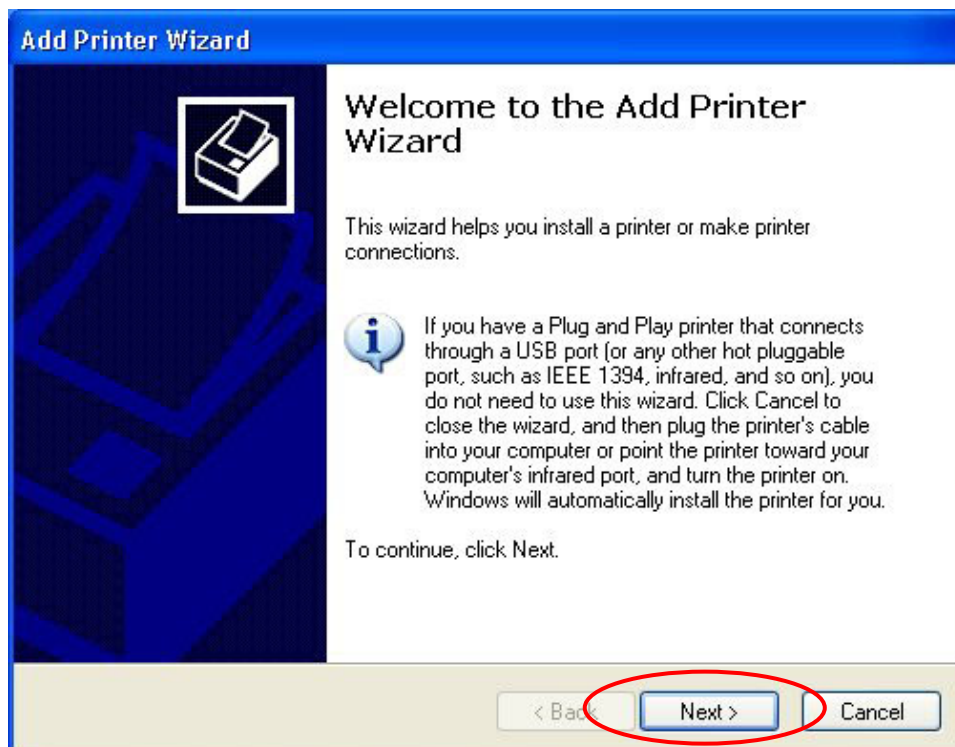 Add Printer Wizard
Welcome to the Add Printer
Wizard
This wizard helps you install a printer or make printer
connections.
If you have a Plug and Play printer that connects
through a USB port (or any other hot pluggable
port, such as IEEE 1394, infrared, and so on), you
do not need to use this wizard. Click Cancel to
close the wizard, and then plug the printer's cable
into your computer or point the printer toward your
computer's infrared port, and turn the printer on.
Windows will automatically install the printer for you.
To continue, click Next.
< Back Next > Cancel